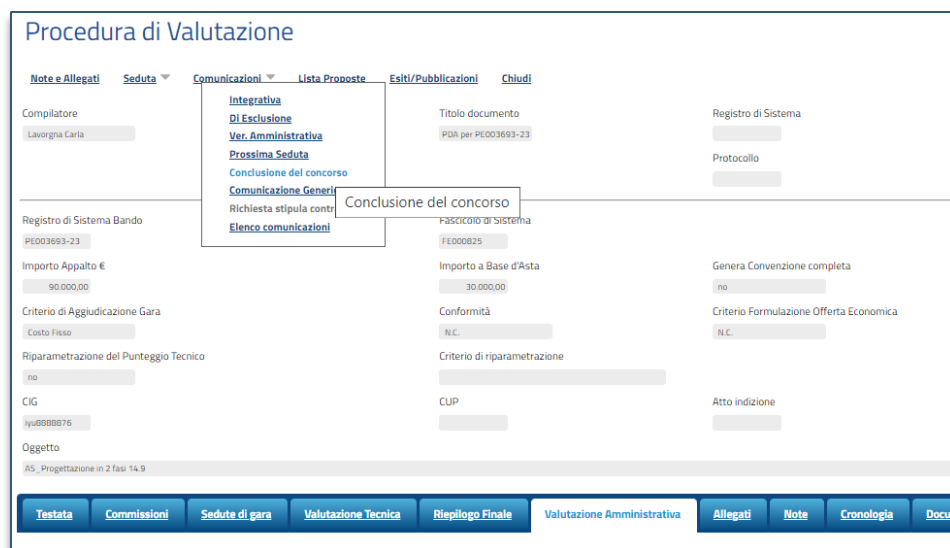 Procedura di Valutazione
Note e Allegati Seduta Comunicazioni Lista Proposte Esiti/Pubblicazioni Chiudi
Integrativa
Di Esclusione
Ver. Amministrativa
Prossima Seduta
Conclusione del concorso
Comunicazione Generic
Richiesta stipula contr
Elenco comunicazioni
Conclusione del concorso
Compilatore Titolo documento Registro di Sistema
Lavorgna Carla PDA per PE003693-23
Protocollo
Registro di Sistema Bando Fascicolo di Sistema
PE003693-23 FE000825
Importo Appalto € Importo a Base d'Asta Genera Convenzione completa
90.000,00 30.000,00 no
Criterio di Aggiudicazione Gara Conformità Criterio Formulazione Offerta Economica
Costo Fisso N.C. N.C.
Riparametrazione del Punteggio Tecnico Criterio di riparametrazione
no
CIG CUP Atto indizione
iyu8888876
Oggetto
AS_Progettazione in 2 fasi 14.9
Testata Commissioni Sedute di gara Valutazione Tecnica Riepilogo Finale Valutazione Amministrativa Allegati Note Cronologia Docu